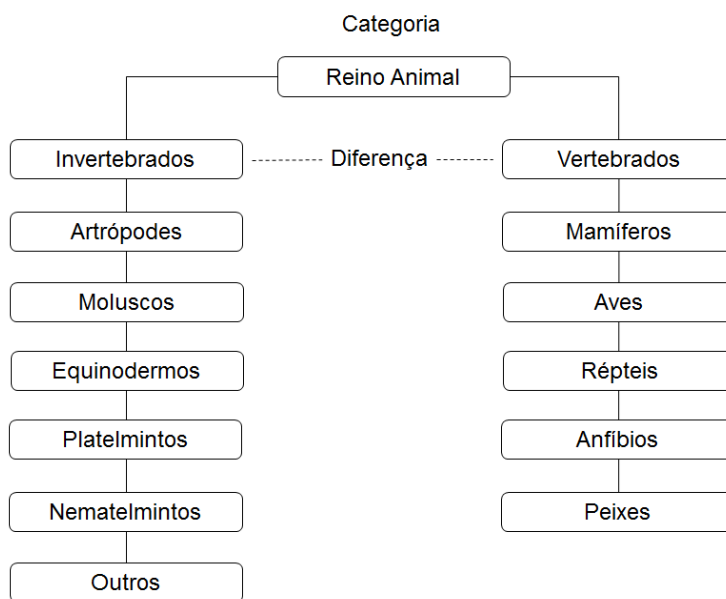 Categoria
Reino Animal
Invertebrados
Diferença
Vertebrados
Artrópodes
Mamíferos
Moluscos
Aves
Equinodermos
Répteis
Platelmintos
Anfíbios
Nematelmintos
Peixes
Outros